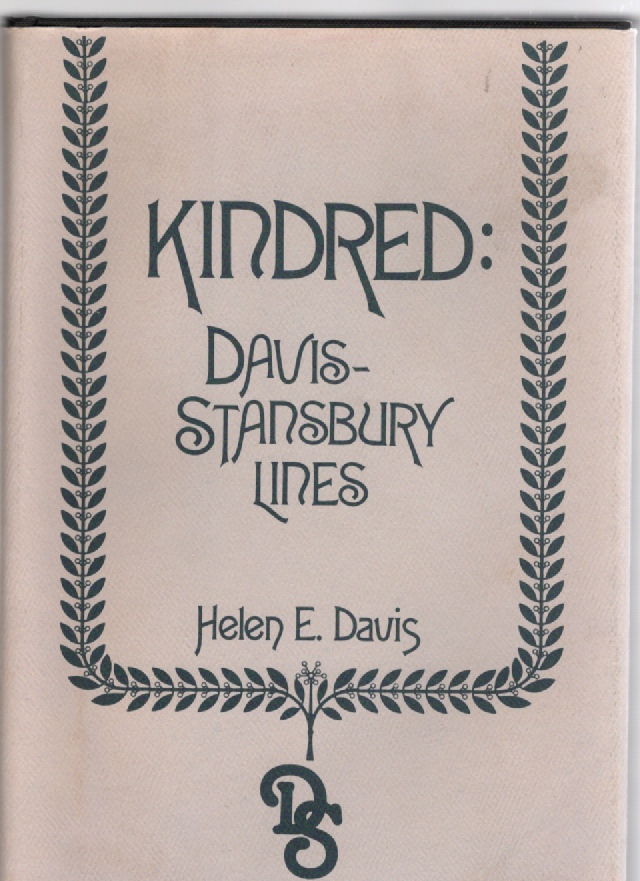 KINDRED:
DAVIS-
STANSBURY
LINES
Helen E. Davis
DS